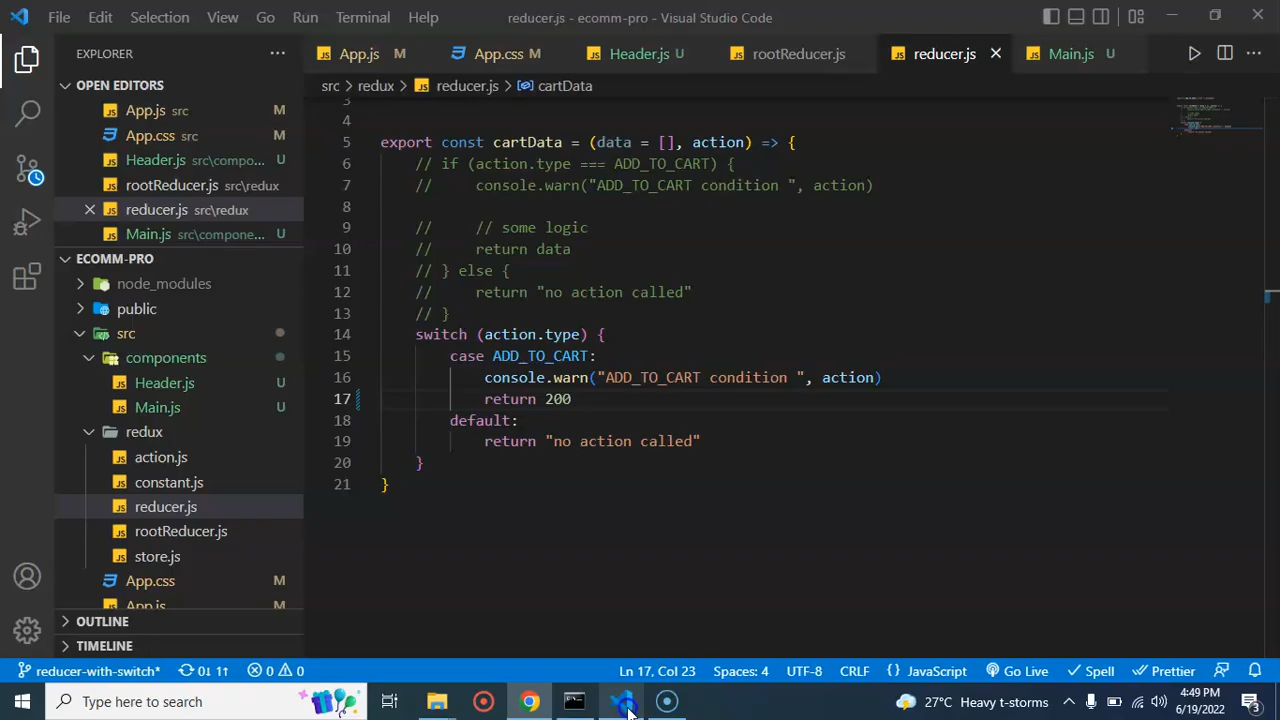 File Edit Selection View Go Run Terminal Help
reducer.js - ecomm-pro - Visual Studio Code
EXPLORER
App.js M
App.css M
Header.js U
rootReducer.js
reducer.js
Main.js U
OPEN EDITORS
App.js src M
App.css src M
Header.js src\compo... U
rootReducer.js src\redux
reducer.js src\redux
Main.js src\compone... U
ECOMM-PRO
node_modules
public
src
components
Header.js U
Main.js U
redux
action.js
constant.js
reducer.js
rootReducer.js
store.js
App.css M
App.js M
OUTLINE
TIMELINE
src > redux > reducer.js > cartData
3
4
5 export const cartData = (data = [], action) => {
6 // if (action.type === ADD_TO_CART) {
7 // console.warn("ADD_TO_CART condition ", action)
8
9 // // some logic
10 // return data
11 // } else {
12 // return "no action called"
13 // }
14 switch (action.type) {
15 case ADD_TO_CART:
16 console.warn("ADD_TO_CART condition ", action)
17 return 200
18 default:
19 return "no action called"
20 }
21 }
reducer-with-switch* 0↓ 1↑ 0 0 Ln 17, Col 23 Spaces: 4 UTF-8 CRLF { } JavaScript Go Live Spell Prettier
Type here to search
27°C Heavy t-storms
4:49 PM
6/19/2022
3